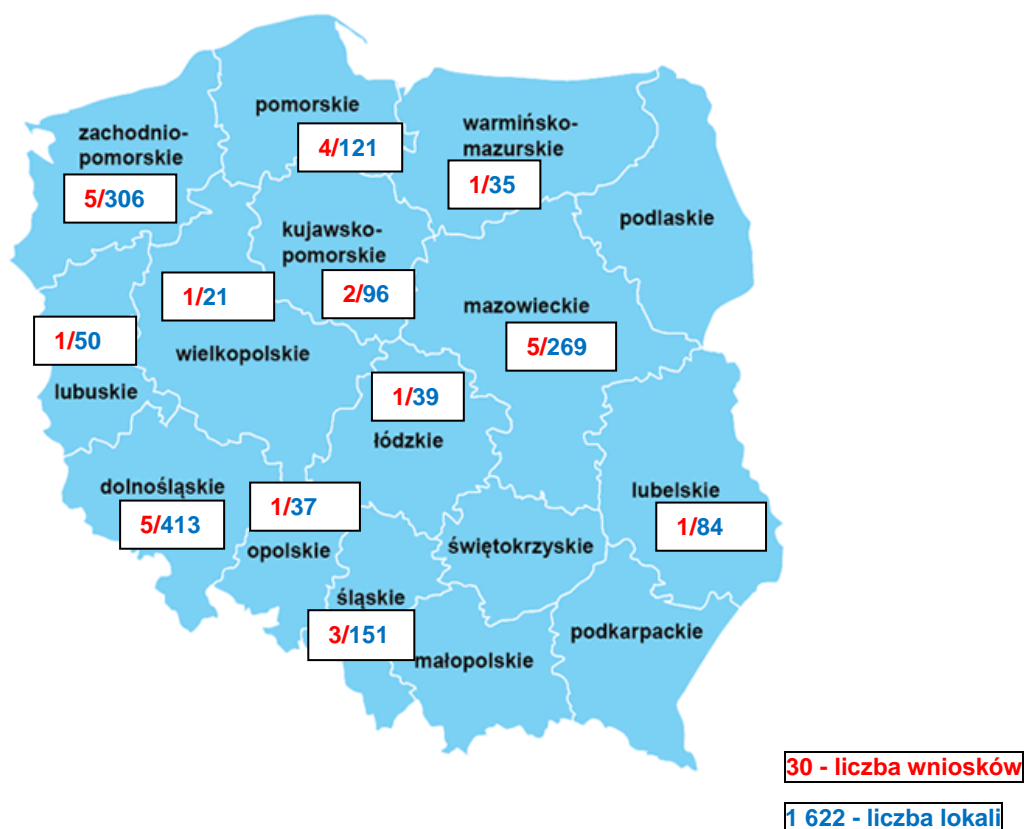 pomorskie
4/121
zachodnio-
pomorskie
5/306
warmińsko-
mazurskie
1/35
podlaskie
kujawsko-
pomorskie
2/96
1/21
wielkopolskie
mazowieckie
5/269
1/50
lubuskie
1/39
łódzkie
dolnośląskie
5/413
1/37
opolskie
lubelskie
1/84
świętokrzyskie
śląskie
3/151
małopolskie
podkarpackie
30 - liczba wniosków
1 622 - liczba lokali